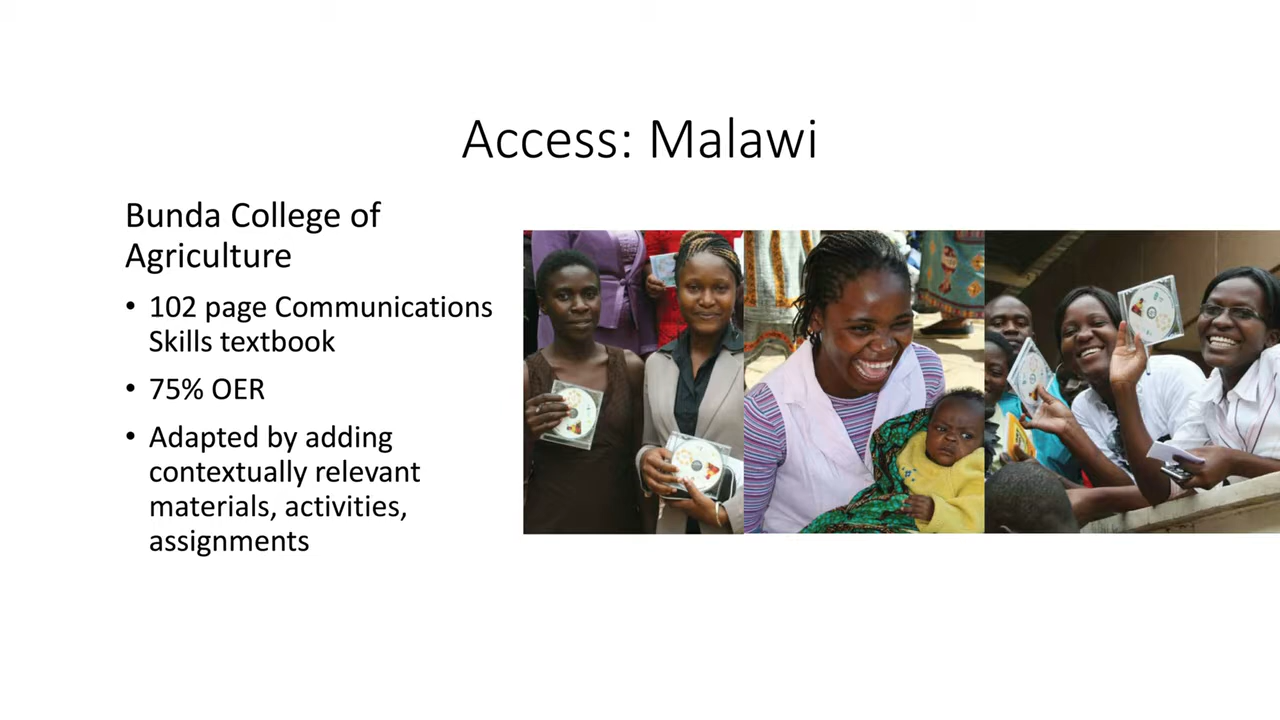 Access: Malawi
Bunda College of
Agriculture
• 102 page Communications
Skills textbook
• 75% OER
• Adapted by adding
contextually relevant
materials, activities,
assignments